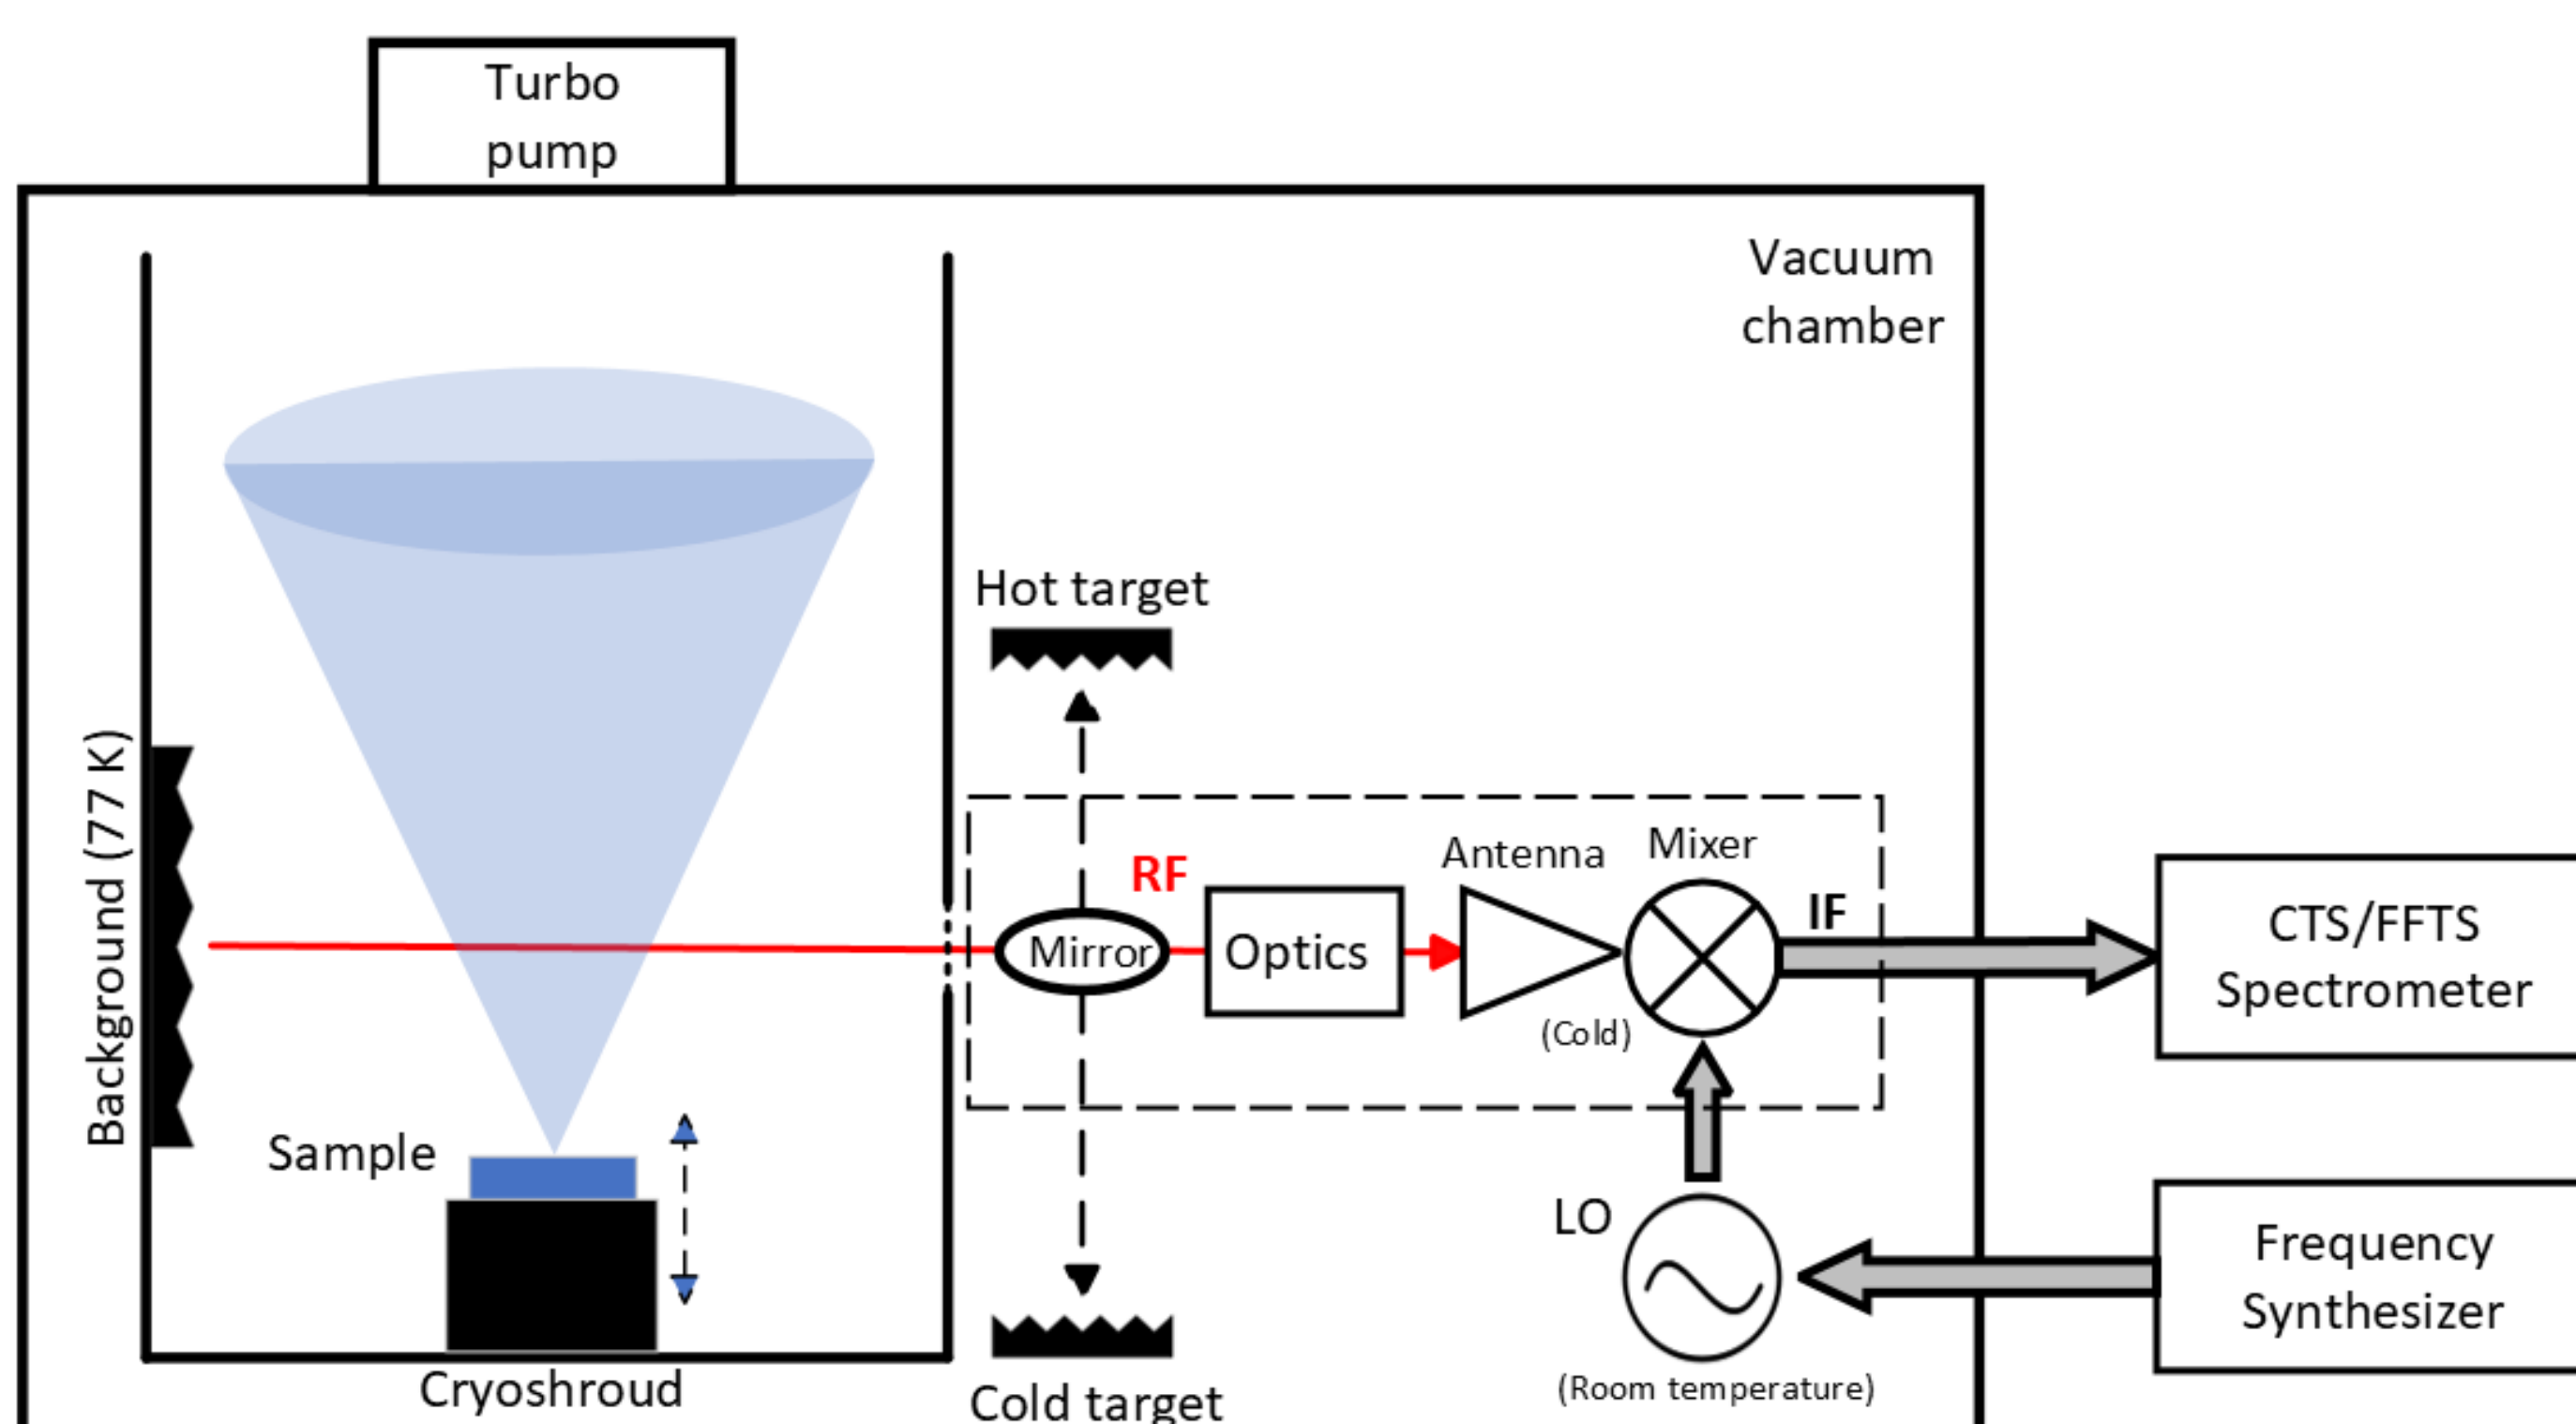 Turbo
pump
Vacuum
chamber
Hot target
Background (77 K)
RF
Antenna
Mixer
IF
Mirror
Optics
(Cold)
CTS/FFTS
Spectrometer
Sample
LO
Frequency
Synthesizer
(Room temperature)
Cryoshroud
Cold target